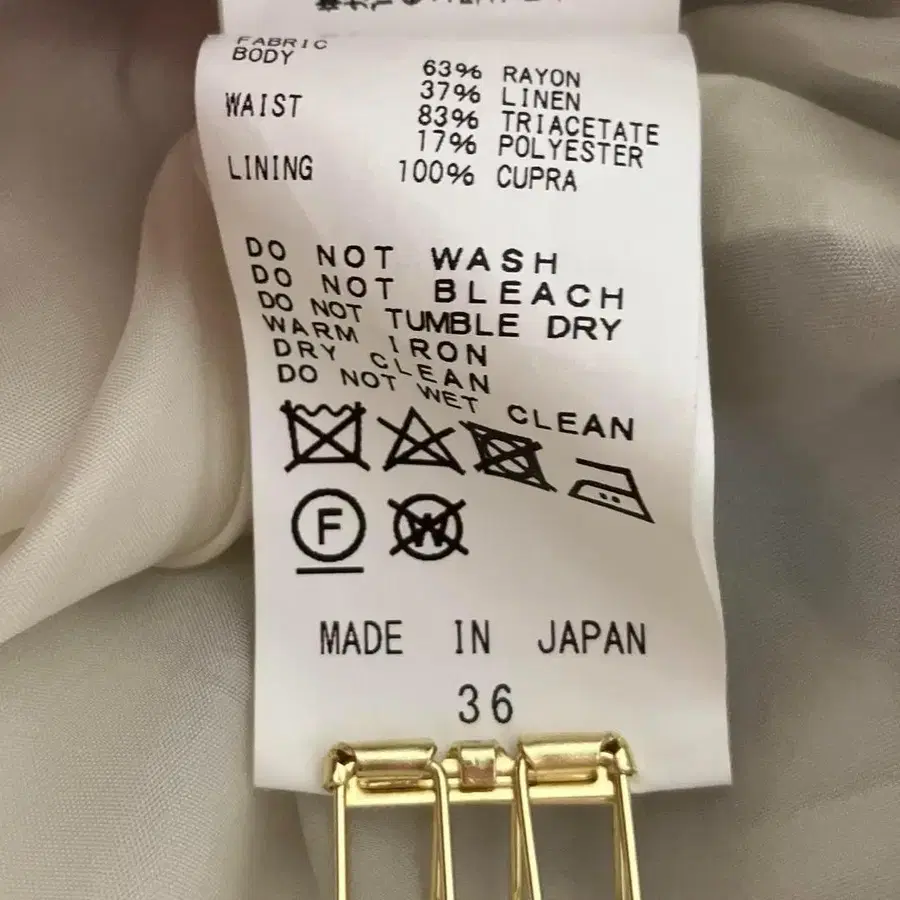 FABRIC
BODY 63% RAYON
37% LINEN
WAIST 83% TRIACETATE
17% POLYESTER
LINING 100% CUPRA
DO NOT WASH
DO NOT BLEACH
DO NOT TUMBLE DRY
WARM IRON
DRY CLEAN
DO NOT WET CLEAN
F W
MADE IN JAPAN
36